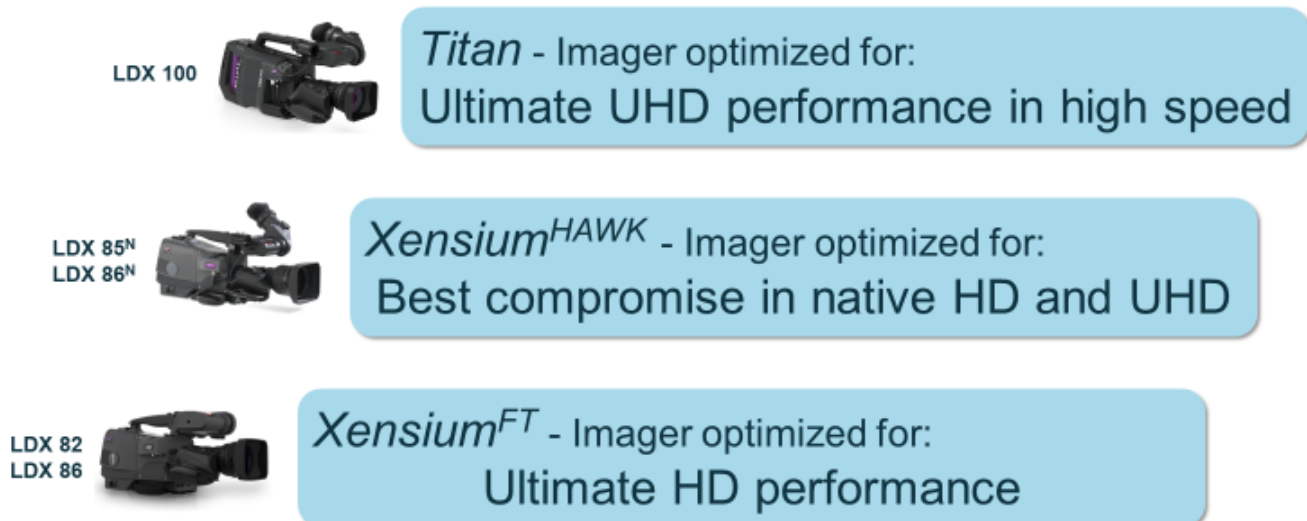 LDX 100
Titan - Imager optimized for:
Ultimate UHD performance in high speed
LDX 85ᴺ
LDX 86ᴺ
Xensiumᴴᴬᵂᴷ - Imager optimized for:
Best compromise in native HD and UHD
LDX 82
LDX 86
Xensiumᶠᵀ - Imager optimized for:
Ultimate HD performance